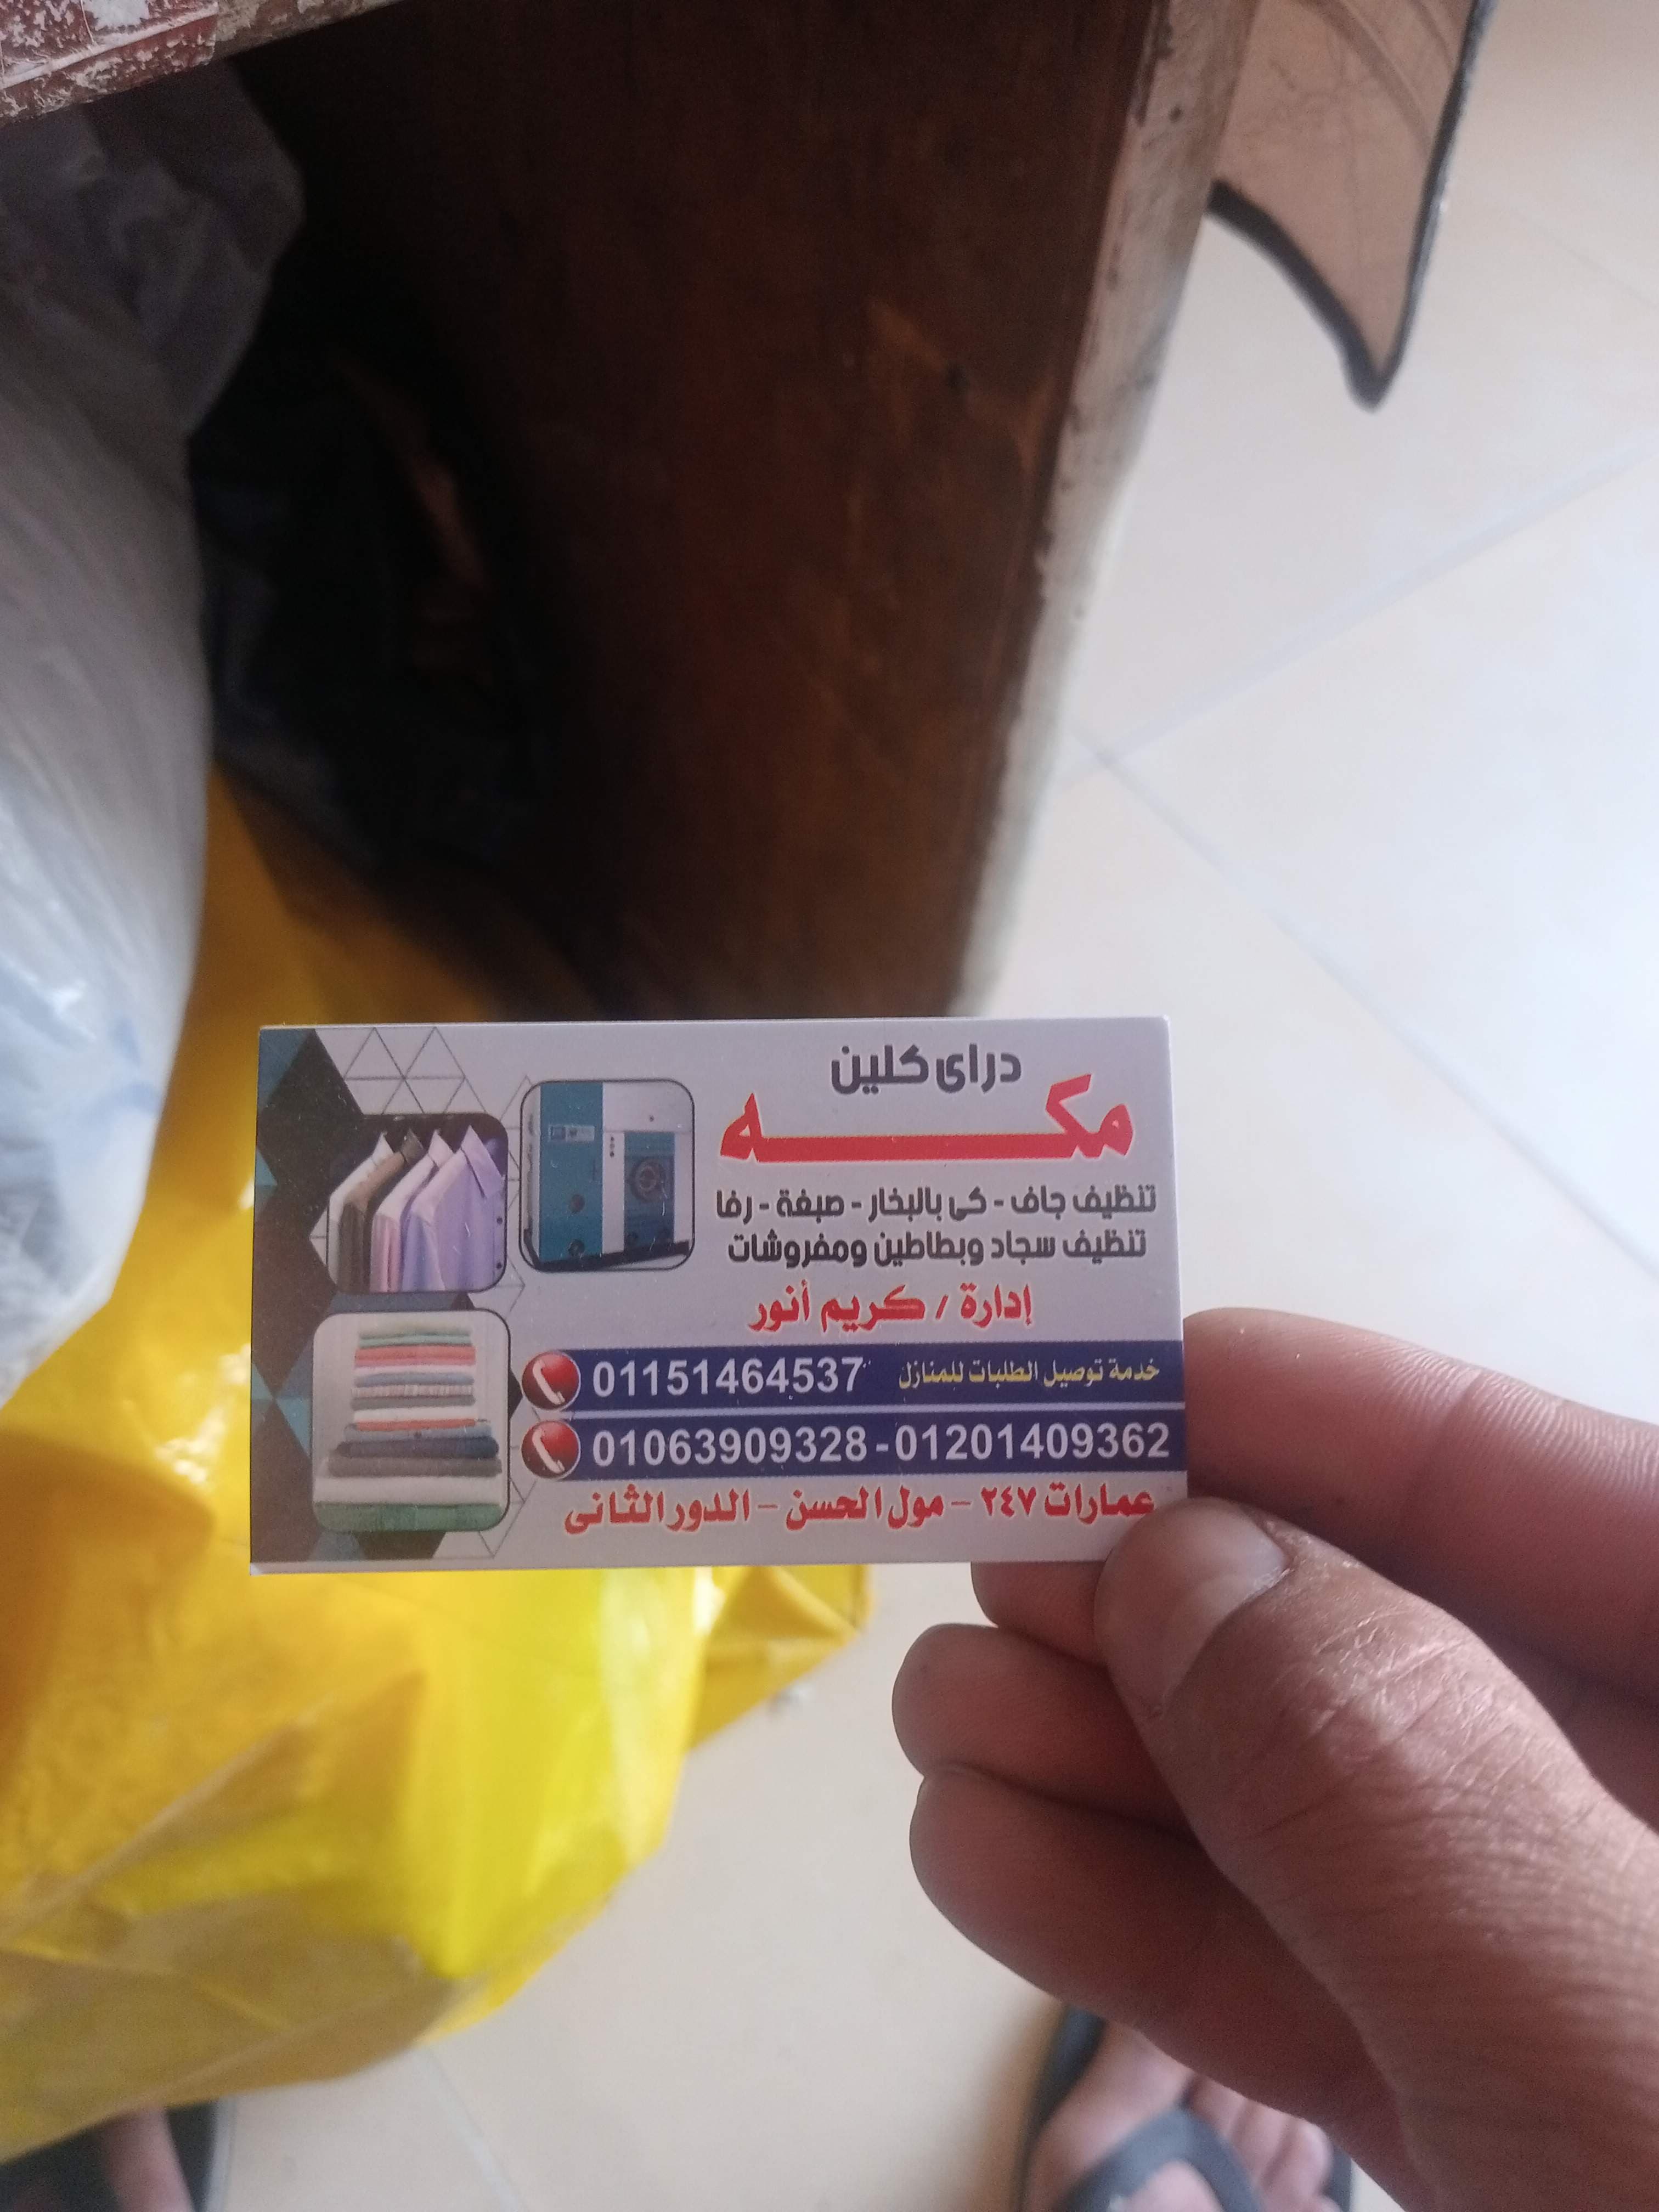 دراى كلين
مكه
تنظيف جاف - كى بالبخار - صبغة - رفا
تنظيف سجاد وبطاطين ومفروشات
إدارة / كريم أنور
خدمة توصيل الطلبات للمنازل 01151464537
01063909328 - 01201409362
عمارات ٢٤٧ - مول الحسن - الدور الثانى